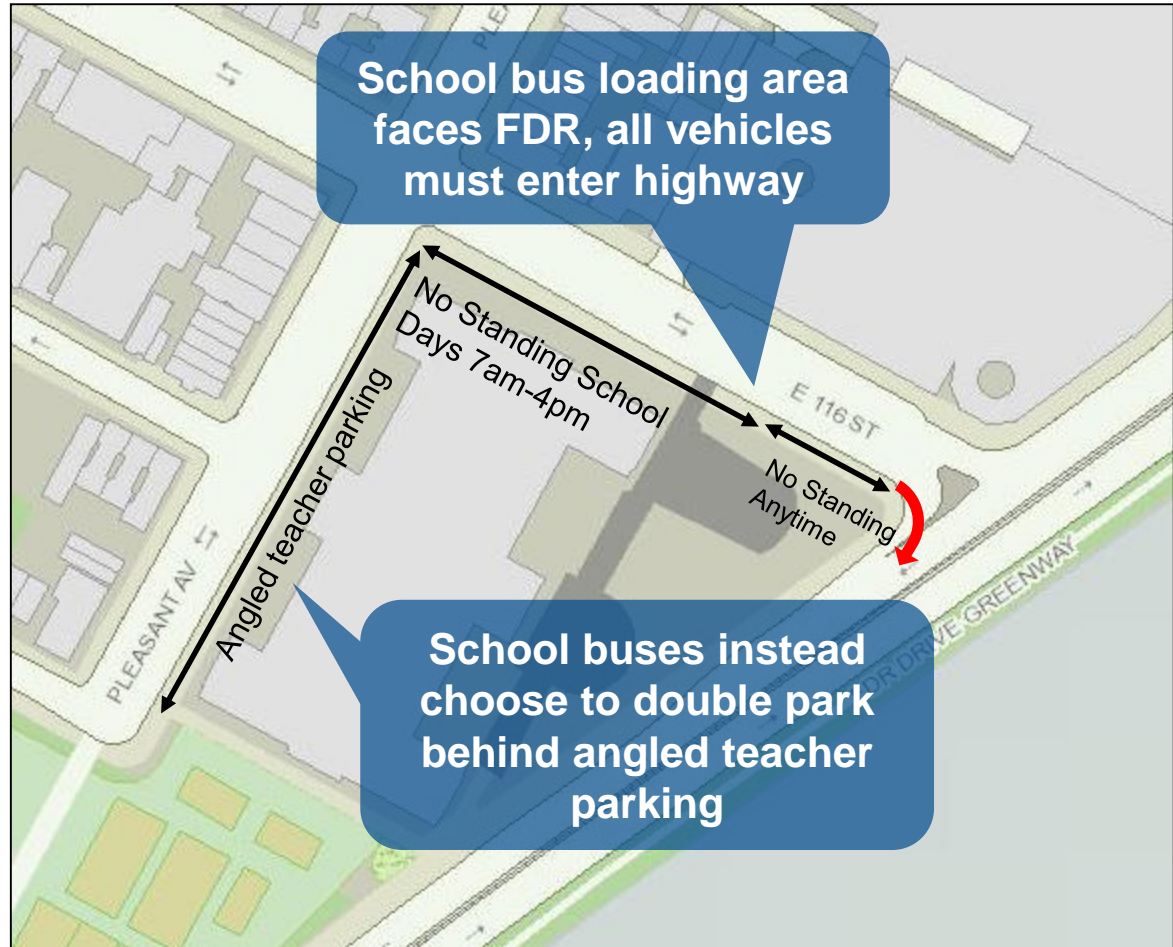 PLEA
School bus loading area
faces FDR, all vehicles
must enter highway
No Standing School
Days 7am-4pm
E 116 ST
No Standing
Anytime
Angled teacher parking
PLEASANT AV
DR DRIVE GREENWAY
School buses instead
choose to double park
behind angled teacher
parking